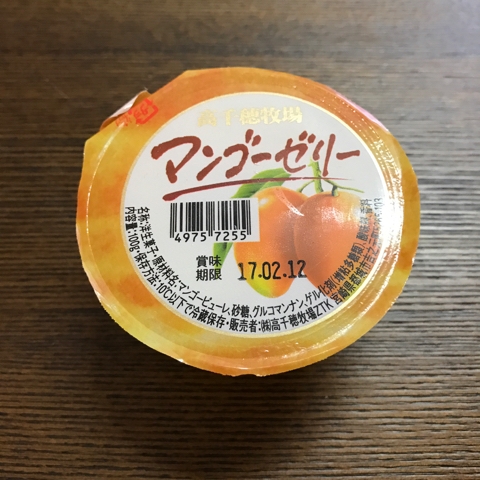 高千穂牧場
マンゴーゼリー
4975 7255
賞味
期限
17.02.12
名称:洋生菓子、原材料名:マンゴーピューレ、砂糖、グルコマンナン、ゲル化剤
内容量:100g・保存方法:10℃以下で冷蔵保存・販売者:㈱高千穂牧場ZTK